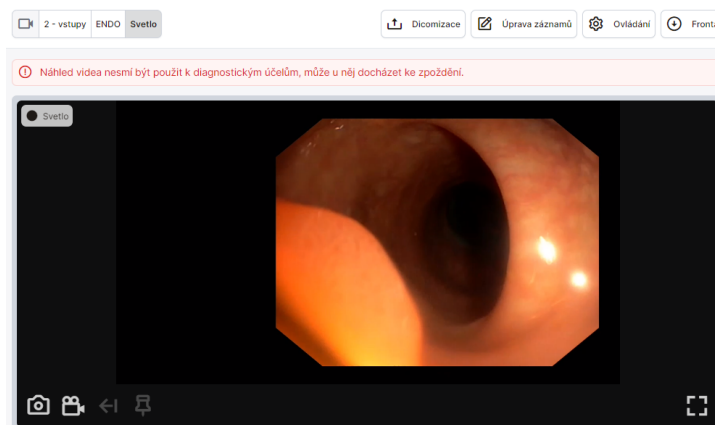 2 - vstupy ENDO Svetlo Dicomizace Úprava záznamů Ovládání
Náhled videa nesmí být použit k diagnostickým účelům, může u něj docházet ke zpoždění.
Svetlo